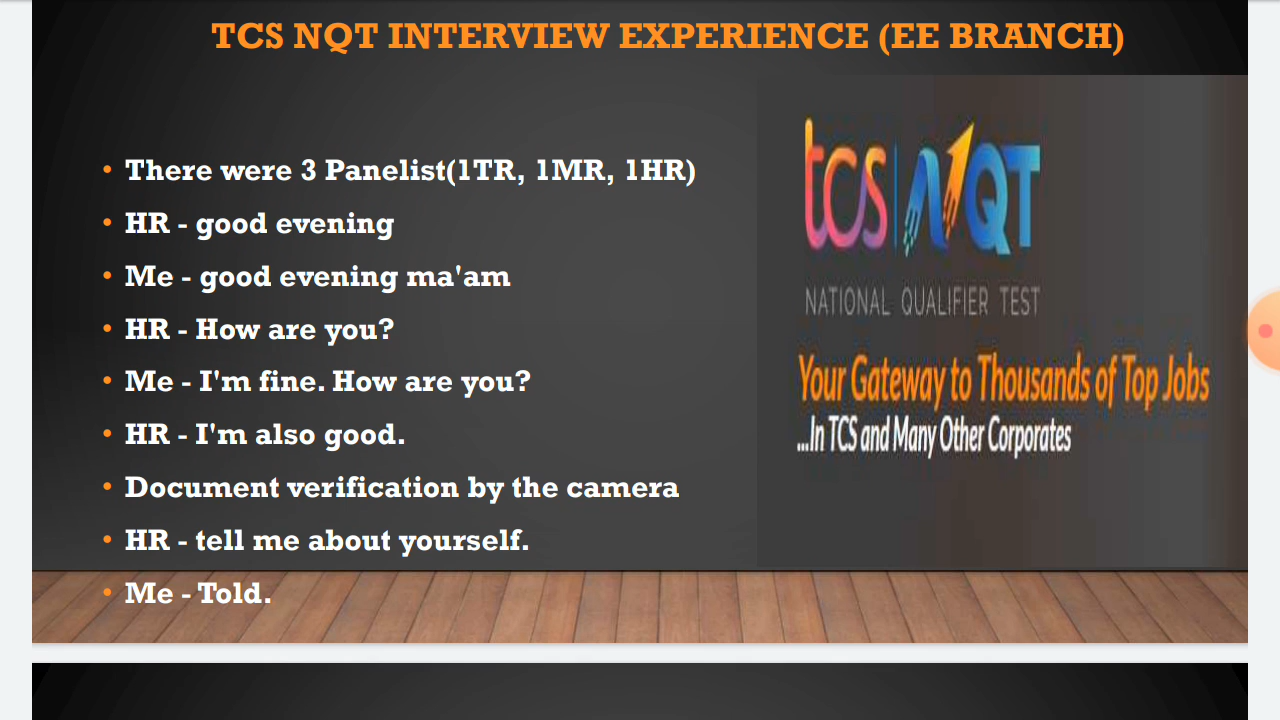 TCS NQT INTERVIEW EXPERIENCE (EE BRANCH)
• There were 3 Panelist(1TR, 1MR, 1HR)
• HR - good evening
• Me - good evening ma'am
• HR - How are you?
• Me - I'm fine. How are you?
• HR - I'm also good.
• Document verification by the camera
• HR - tell me about yourself.
• Me - Told.
tcs | NQT
NATIONAL QUALIFIER TEST
Your Gateway to Thousands of Top Jobs
...In TCS and Many Other Corporates